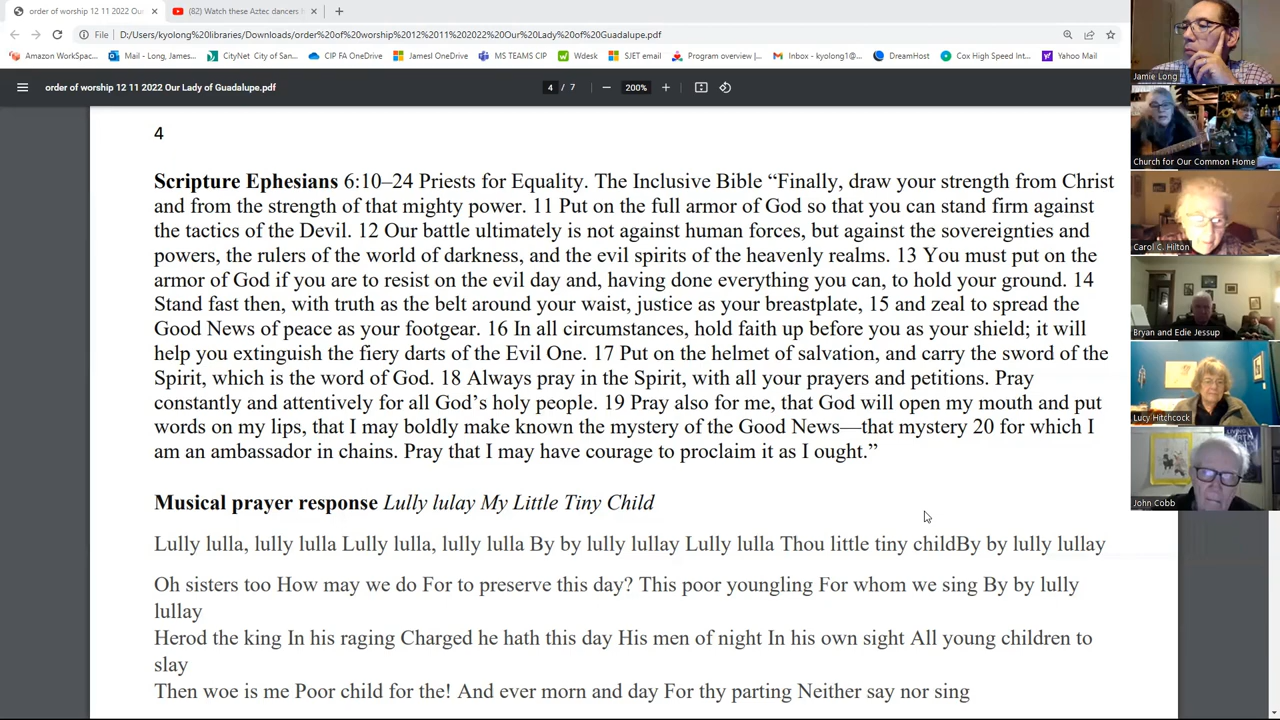 order of worship 12 11 2022 Our L
(82) Watch these Aztec dancers h
File
D:/Users/kyolong%20libraries/Downloads/order%20of%20worship%2012%2011%202022%20Our%20Lady%20of%20Guadalupe.pdf
Amazon WorkSpac...
Mail - Long, James...
CityNet City of San...
CIP FA OneDrive
JamesI OneDrive
MS TEAMS CIP
Wdesk
SJET email
Program overview |...
Inbox - kyolong1@g...
DreamHost
Cox High Speed Int...
Yahoo Mail
order of worship 12 11 2022 Our Lady of Guadalupe.pdf
4 / 7
200%
4
Scripture Ephesians 6:10–24 Priests for Equality. The Inclusive Bible “Finally, draw your strength from Christ
and from the strength of that mighty power. 11 Put on the full armor of God so that you can stand firm against
the tactics of the Devil. 12 Our battle ultimately is not against human forces, but against the sovereignties and
powers, the rulers of the world of darkness, and the evil spirits of the heavenly realms. 13 You must put on the
armor of God if you are to resist on the evil day and, having done everything you can, to hold your ground. 14
Stand fast then, with truth as the belt around your waist, justice as your breastplate, 15 and zeal to spread the
Good News of peace as your footgear. 16 In all circumstances, hold faith up before you as your shield; it will
help you extinguish the fiery darts of the Evil One. 17 Put on the helmet of salvation, and carry the sword of the
Spirit, which is the word of God. 18 Always pray in the Spirit, with all your prayers and petitions. Pray
constantly and attentively for all God’s holy people. 19 Pray also for me, that God will open my mouth and put
words on my lips, that I may boldly make known the mystery of the Good News—that mystery 20 for which I
am an ambassador in chains. Pray that I may have courage to proclaim it as I ought.”
Musical prayer response Lully lulay My Little Tiny Child
Lully lulla, lully lulla Lully lulla, lully lulla By by lully lullay Lully lulla Thou little tiny childBy by lully lullay
Oh sisters too How may we do For to preserve this day? This poor youngling For whom we sing By by lully
lullay
Herod the king In his raging Charged he hath this day His men of night In his own sight All young children to
slay
Then woe is me Poor child for the! And ever morn and day For thy parting Neither say nor sing
Jamie Long
Church for Our Common Home
Carol C. Hilton
Bryan and Edie Jessup
Lucy Hitchcock
John Cobb